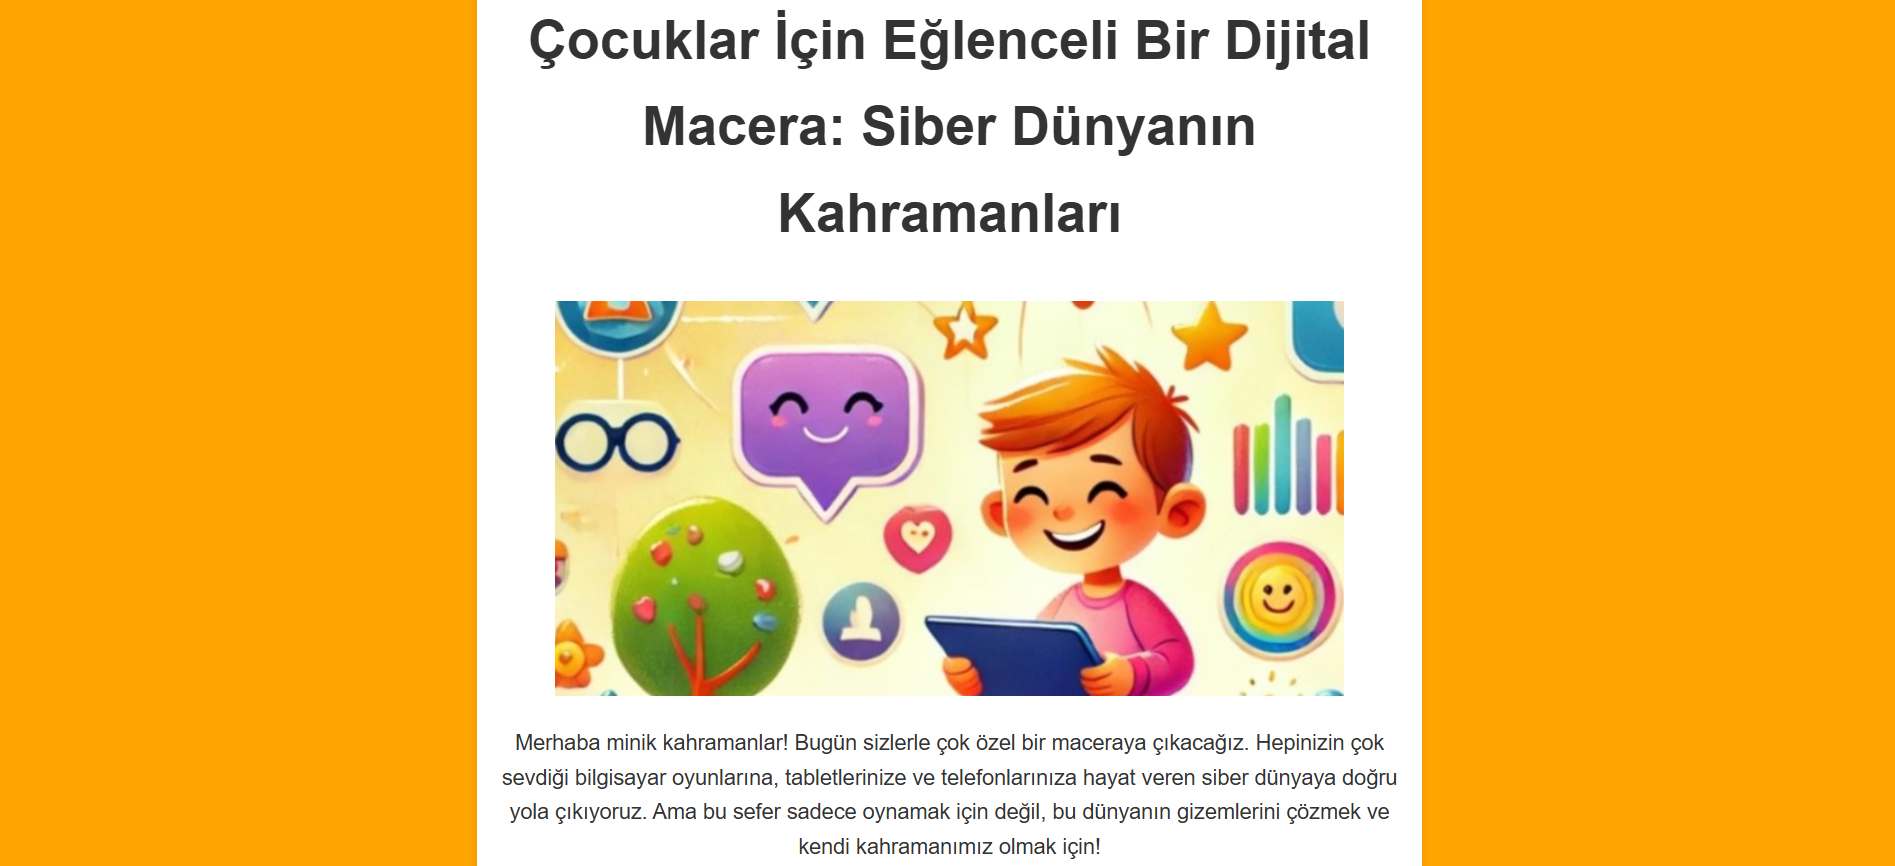 Çocuklar İçin Eğlenceli Bir Dijital
Macera: Siber Dünyanın
Kahramanları
Merhaba minik kahramanlar! Bugün sizlerle çok özel bir maceraya çıkacağız. Hepinizin çok
sevdiği bilgisayar oyunlarına, tabletlerinize ve telefonlarınıza hayat veren siber dünyaya doğru
yola çıkıyoruz. Ama bu sefer sadece oynamak için değil, bu dünyanın gizemlerini çözmek ve
kendi kahramanımız olmak için!